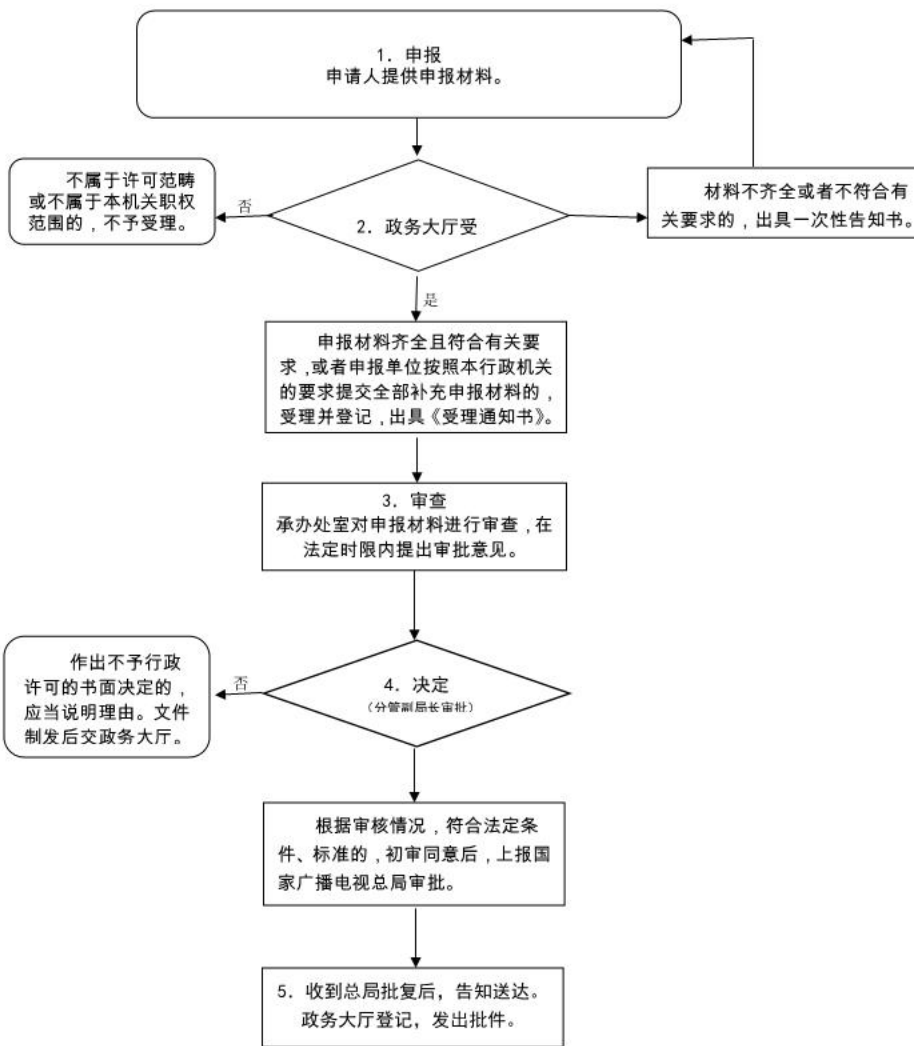 1. 申报
申请人提供申报材料。
不属于许可范畴
或不属于本机关职权
范围的，不予受理。
否
2. 政务大厅受
材料不齐全或者不符合有
关要求的，出具一次性告知书。
是
申报材料齐全且符合有关要
求，或者申报单位按照本行政机关
的要求提交全部补充申报材料的，
受理并登记，出具《受理通知书》。
3. 审查
承办处室对申报材料进行审查，在
法定时限内提出审批意见。
作出不予行政
许可的书面决定的，
应当说明理由。文件
制发后交政务大厅。
否
4. 决定
（分管副局长审批）
根据审核情况，符合法定条
件、标准的，初审同意后，上报国
家广播电视总局审批。
5. 收到总局批复后，告知送达。
政务大厅登记，发出批件。